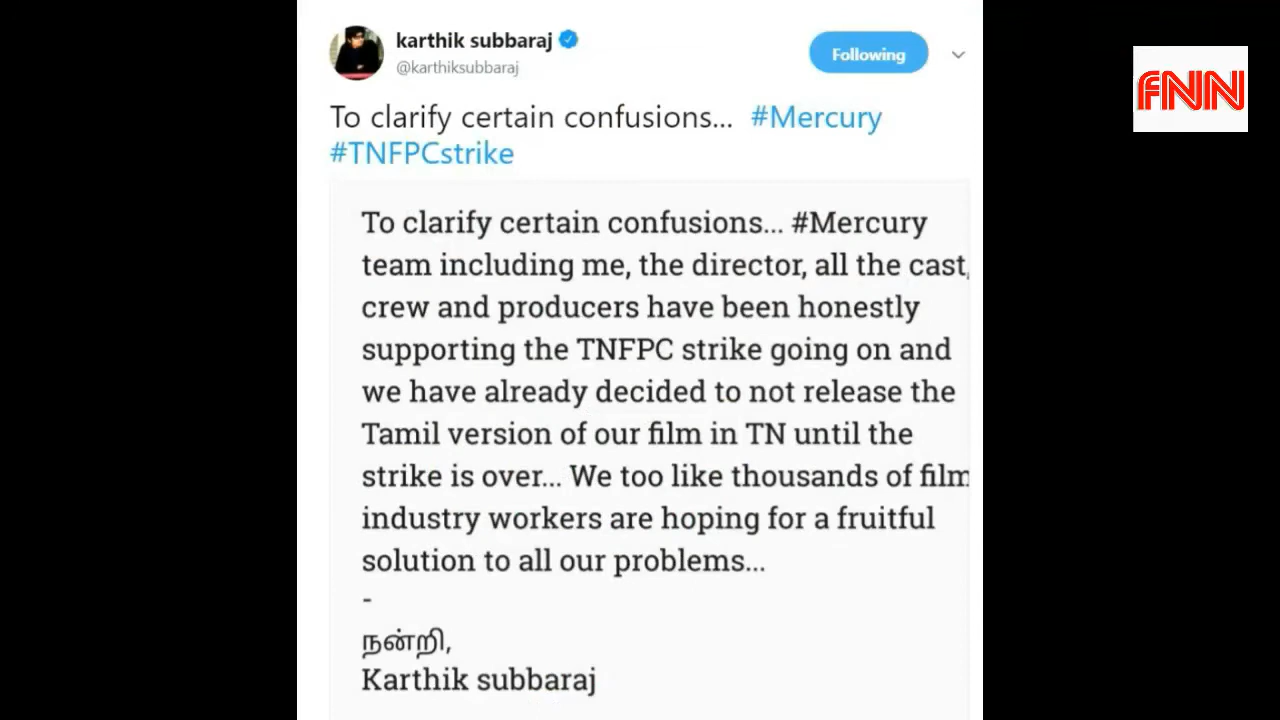 karthik subbaraj
@karthiksubbaraj
Following
FNN
To clarify certain confusions... #Mercury
#TNFPCstrike
To clarify certain confusions... #Mercury
team including me, the director, all the cast,
crew and producers have been honestly
supporting the TNFPC strike going on and
we have already decided to not release the
Tamil version of our film in TN until the
strike is over... We too like thousands of film
industry workers are hoping for a fruitful
solution to all our problems...
-
நன்றி,
Karthik subbaraj